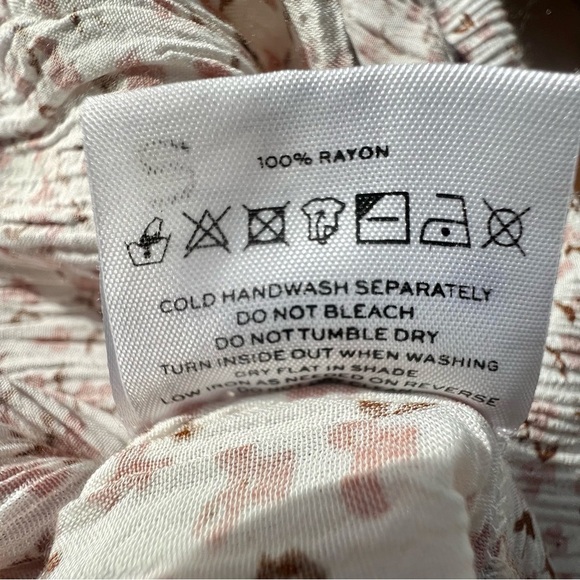 100% RAYON
COLD HANDWASH SEPARATELY
DO NOT BLEACH
DO NOT TUMBLE DRY
TURN INSIDE OUT WHEN WASHING
DRY FLAT IN SHADE
LOW IRON AS NEEDED ON REVERSE